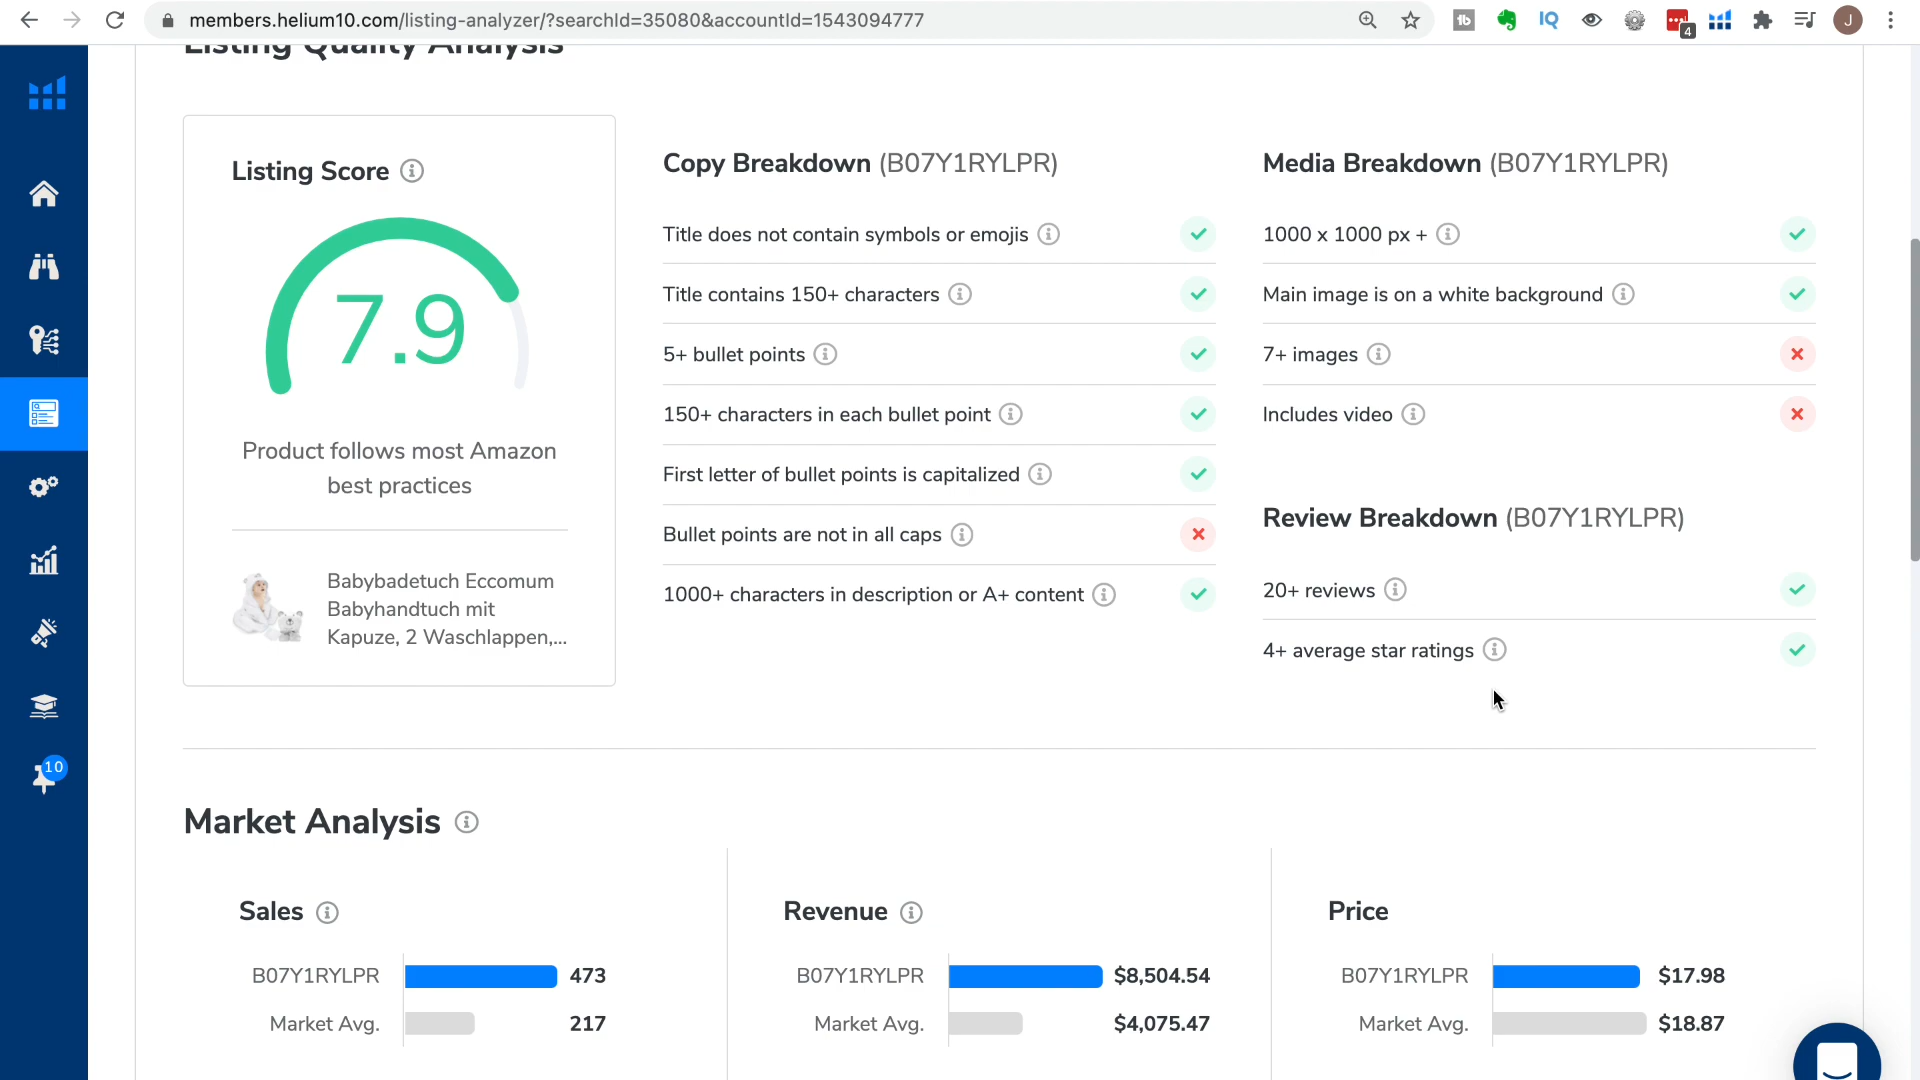 members.helium10.com/listing-analyzer/?searchId=35080&accountId=1543094777
4
J
Listing Quality Analysis
Listing Score
7.9
Product follows most Amazon
best practices
Babybadetuch Eccomum
Babyhandtuch mit
Kapuze, 2 Waschlappen,...
Copy Breakdown (B07Y1RYLPR)
Title does not contain symbols or emojis
Title contains 150+ characters
5+ bullet points
150+ characters in each bullet point
First letter of bullet points is capitalized
Bullet points are not in all caps
1000+ characters in description or A+ content
Media Breakdown (B07Y1RYLPR)
1000 x 1000 px +
Main image is on a white background
7+ images
Includes video
Review Breakdown (B07Y1RYLPR)
20+ reviews
4+ average star ratings
10
Market Analysis
Sales
B07Y1RYLPR 473
Market Avg. 217
Revenue
B07Y1RYLPR $8,504.54
Market Avg. $4,075.47
Price
B07Y1RYLPR $17.98
Market Avg. $18.87